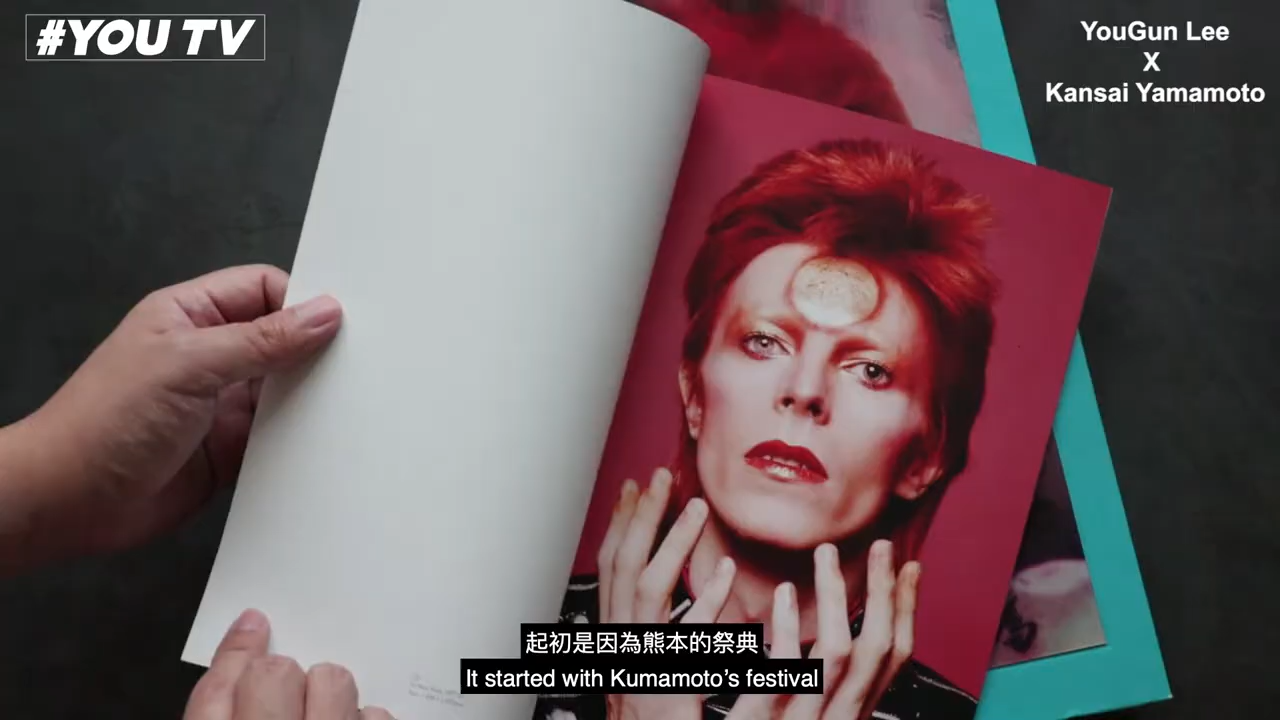 #YOU TV
YouGun Lee
X
Kansai Yamamoto
起初是因為熊本的祭典
It started with Kumamoto's festival